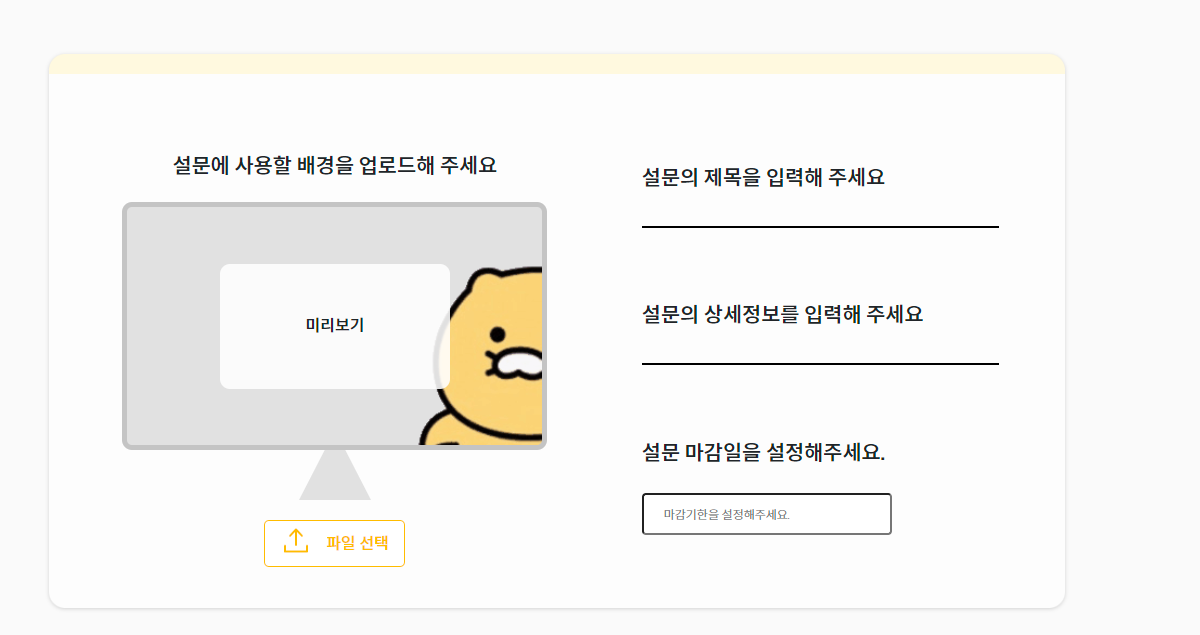 설문에 사용할 배경을 업로드해 주세요
미리보기
파일 선택
설문의 제목을 입력해 주세요
설문의 상세정보를 입력해 주세요
설문 마감일을 설정해주세요.
마감기한을 설정해주세요.